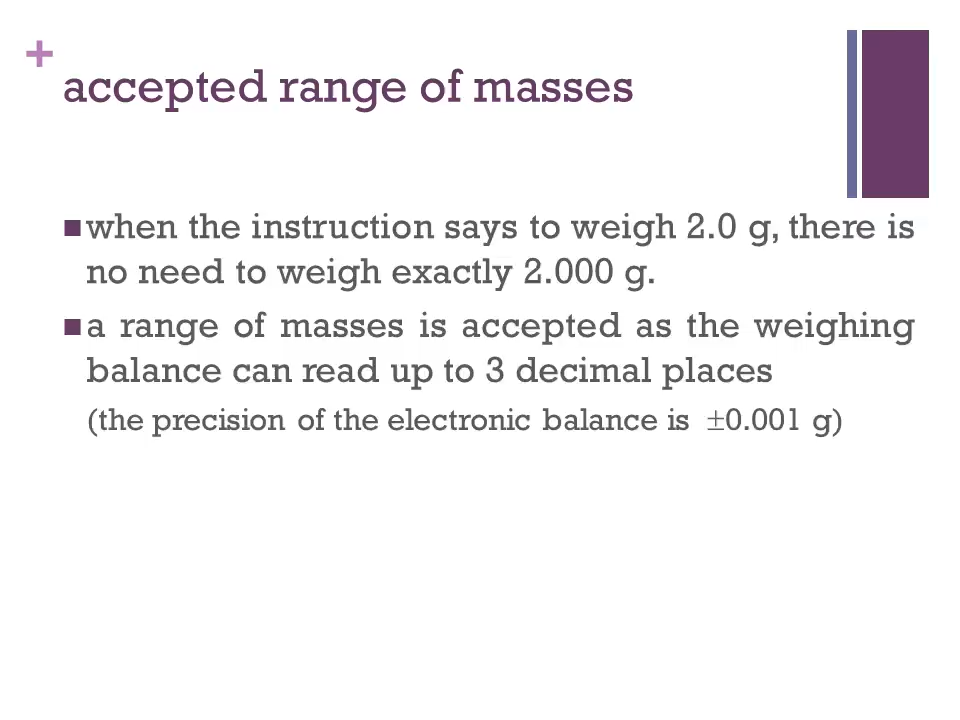 +
accepted range of masses
■ when the instruction says to weigh 2.0 g, there is
no need to weigh exactly 2.000 g.
■ a range of masses is accepted as the weighing
balance can read up to 3 decimal places
(the precision of the electronic balance is ±0.001 g)